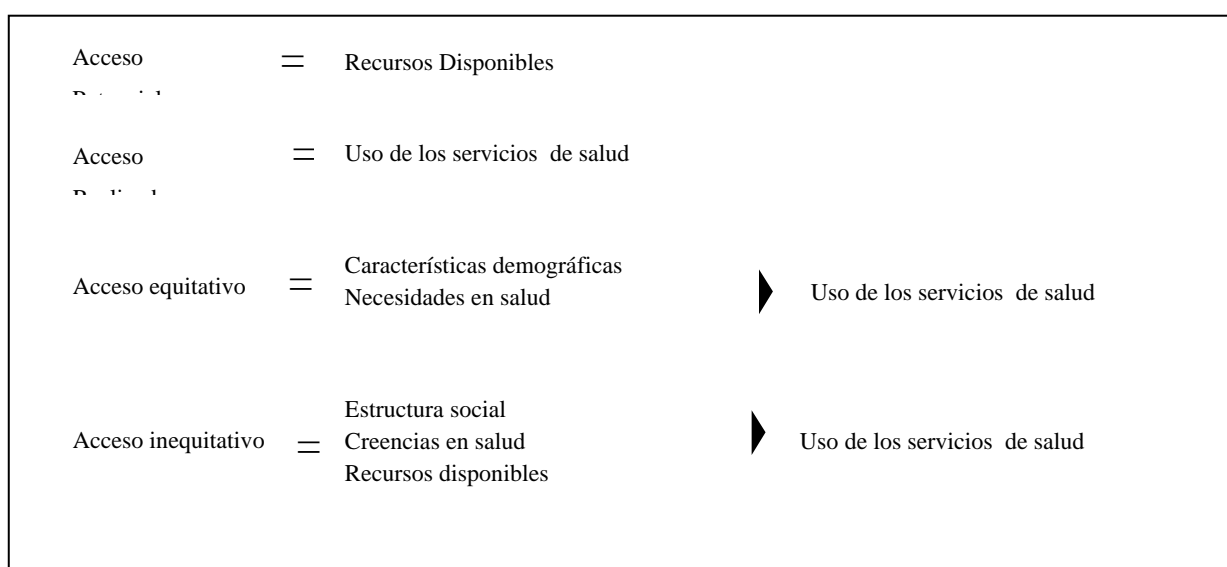 Acceso = Recursos Disponibles
Acceso = Uso de los servicios de salud
Acceso equitativo = Características demográficas
Necesidades en salud
Uso de los servicios de salud
Acceso inequitativo = Estructura social
Creencias en salud
Recursos disponibles
Uso de los servicios de salud